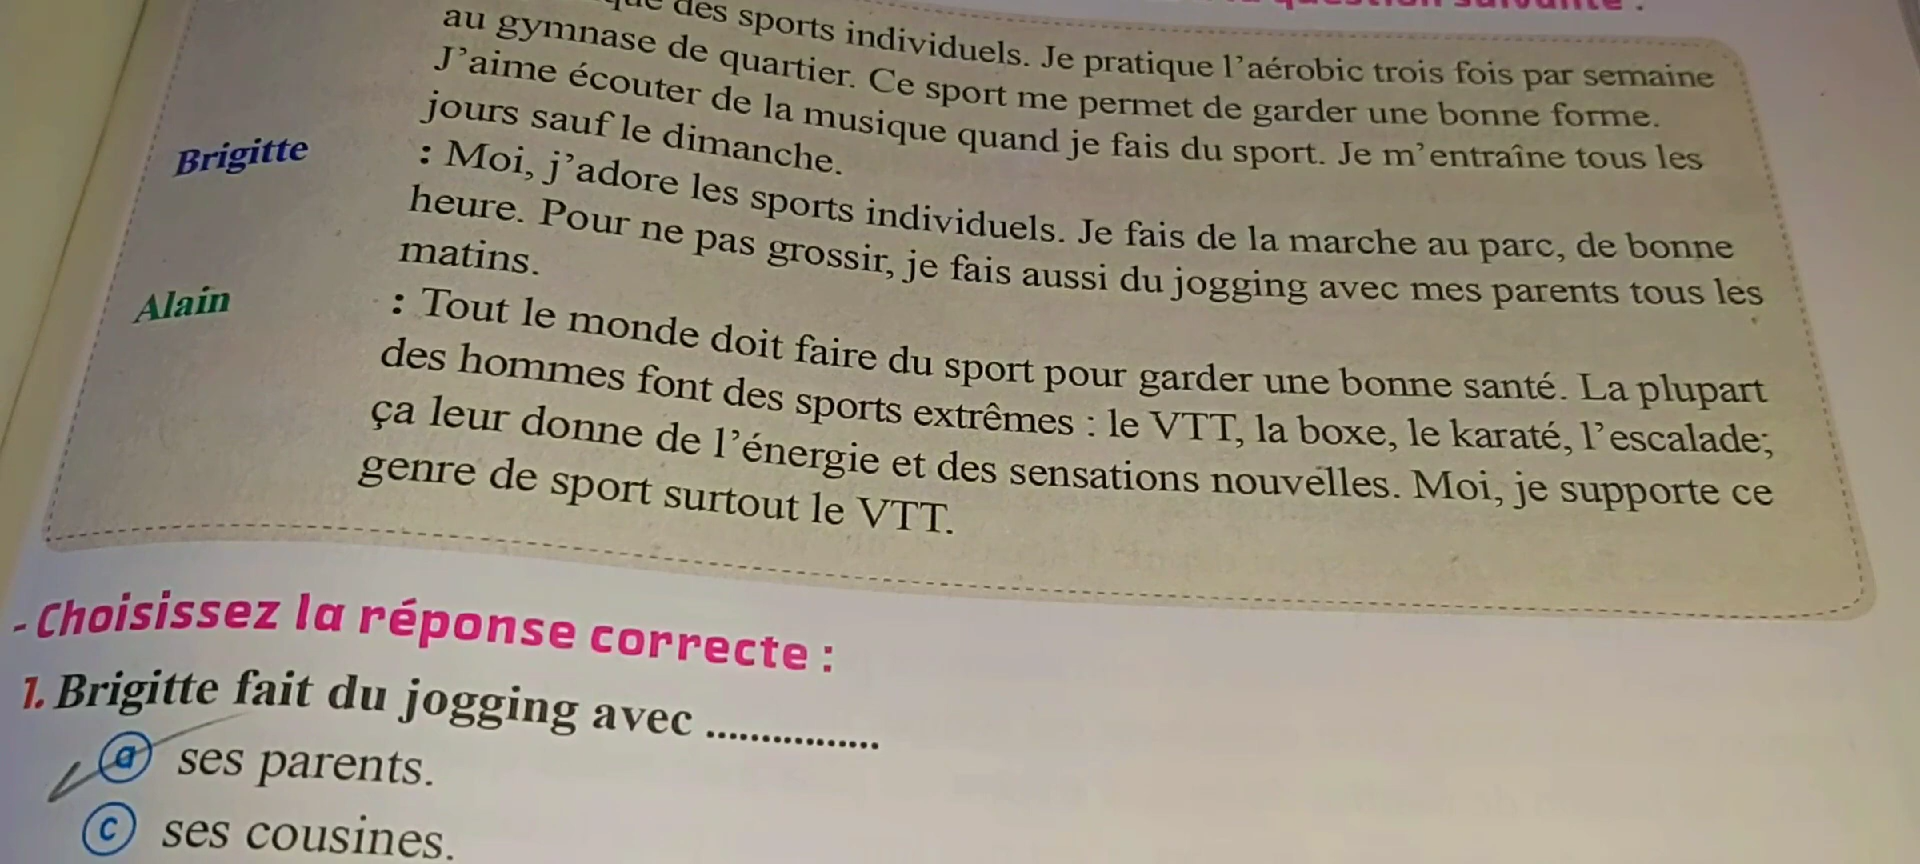 des sports individuels. Je pratique l'aérobic trois fois par semaine
au gymnase de quartier. Ce sport me permet de garder une bonne forme.
J'aime écouter de la musique quand je fais du sport. Je m'entraîne tous les
jours sauf le dimanche.
Brigitte : Moi, j'adore les sports individuels. Je fais de la marche au parc, de bonne
heure. Pour ne pas grossir, je fais aussi du jogging avec mes parents tous les
matins.
Alain : Tout le monde doit faire du sport pour garder une bonne santé. La plupart
des hommes font des sports extrêmes : le VTT, la boxe, le karaté, l'escalade;
ça leur donne de l'énergie et des sensations nouvelles. Moi, je supporte ce
genre de sport surtout le VTT.
- Choisissez la réponse correcte :
1. Brigitte fait du jogging avec ................
a ses parents.
c ses cousines.